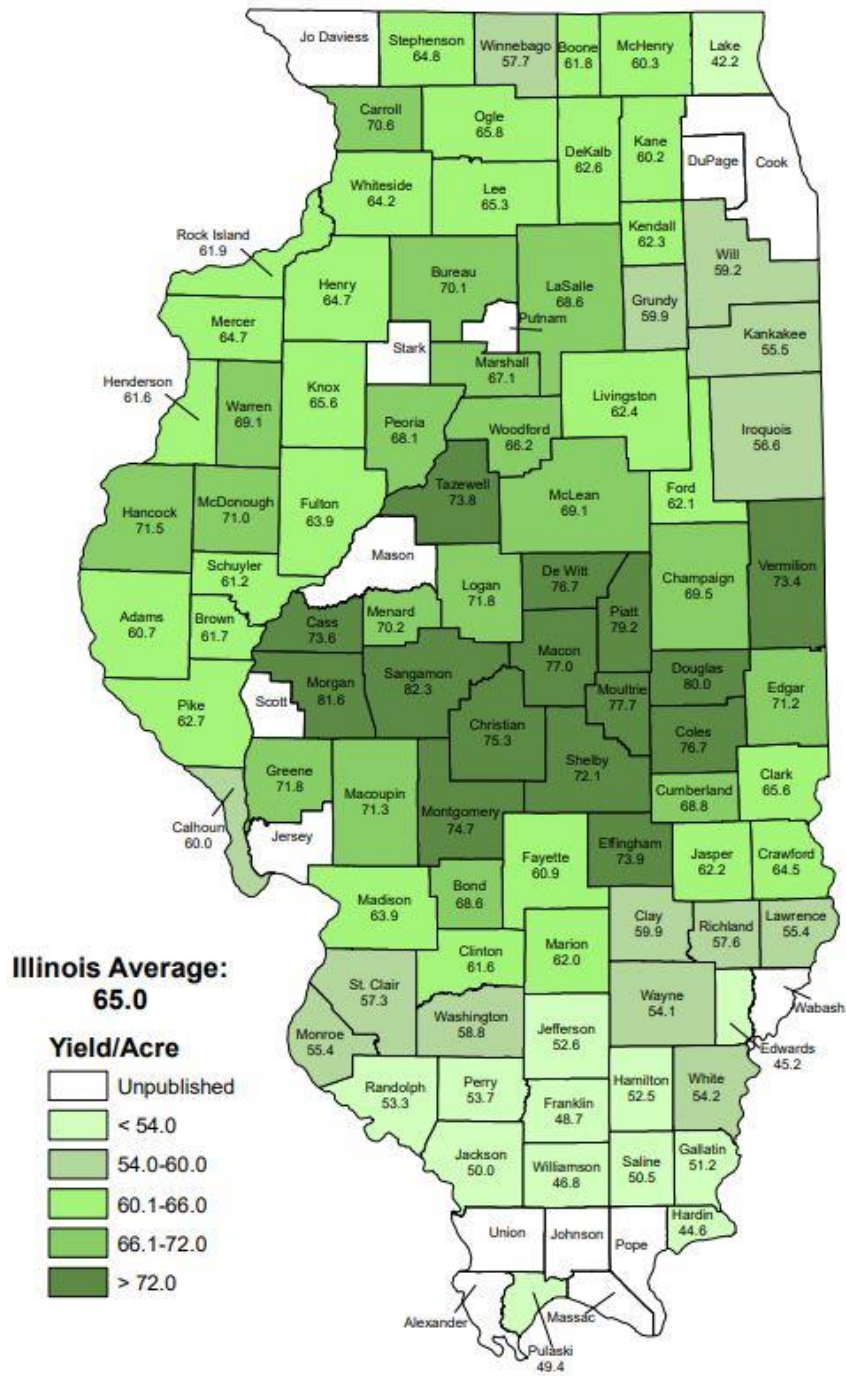 Jo Daviess
Stephenson
64.8
Winnebago
57.7
Boone
61.8
McHenry
60.3
Lake
42.2
Carroll
70.6
Ogle
65.8
DeKalb
62.6
Kane
60.2
DuPage
Cook
Whiteside
64.2
Lee
65.3
Rock Island
61.9
Kendall
62.3
Will
59.2
Henry
64.7
Bureau
70.1
LaSalle
68.6
Grundy
59.9
Putnam
Mercer
64.7
Stark
Kankakee
55.5
Marshall
67.1
Henderson
61.6
Warren
69.1
Knox
65.6
Livingston
62.4
Peoria
68.1
Woodford
66.2
Iroquois
56.6
Tazewell
73.8
McLean
69.1
Ford
62.1
Hancock
71.5
McDonough
71.0
Fulton
63.9
Mason
Vermilion
73.4
Schuyler
61.2
Logan
71.8
De Witt
76.7
Champaign
69.5
Adams
60.7
Brown
61.7
Cass
73.6
Menard
70.2
Piatt
79.2
Macon
77.0
Sangamon
82.3
Morgan
81.6
Scott
Douglas
80.0
Moultrie
77.7
Edgar
71.2
Pike
62.7
Christian
75.3
Coles
76.7
Shelby
72.1
Greene
71.8
Macoupin
71.3
Clark
65.6
Cumberland
68.8
Montgomery
74.7
Calhoun
60.0
Jersey
Fayette
60.9
Effingham
73.9
Jasper
62.2
Crawford
64.5
Madison
63.9
Bond
68.6
Clay
59.9
Richland
57.6
Lawrence
55.4
Clinton
61.6
Marion
62.0
Illinois Average:
65.0
St. Clair
57.3
Wayne
54.1
Wabash
Washington
58.8
Jefferson
52.6
Monroe
55.4
Edwards
45.2
Randolph
53.3
Perry
53.7
Hamilton
52.5
White
54.2
Franklin
48.7
Jackson
50.0
Williamson
46.8
Saline
50.5
Gallatin
51.2
Hardin
44.6
Union
Johnson
Pope
Alexander
Massac
Pulaski
49.4
Yield/Acre
Unpublished
< 54.0
54.0-60.0
60.1-66.0
66.1-72.0
> 72.0